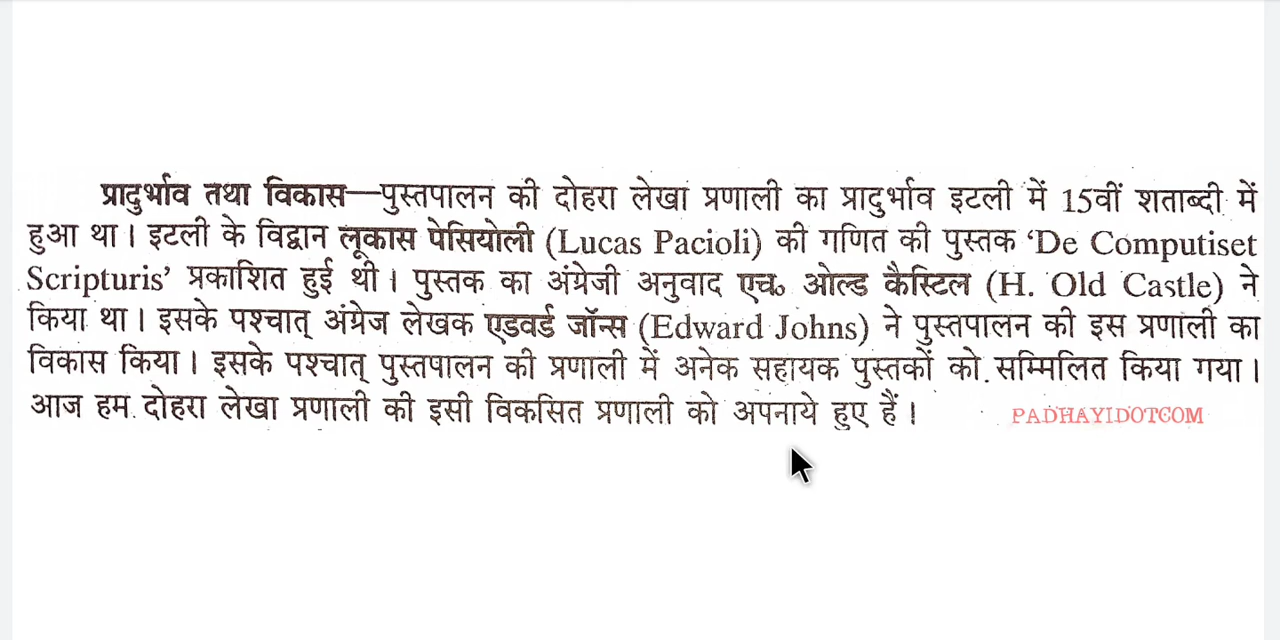 प्रादुर्भाव तथा विकास—पुस्तपालन की दोहरा लेखा प्रणाली का प्रादुर्भाव इटली में 15वीं शताब्दी में
हुआ था। इटली के विद्वान लूकास पेसियोली (Lucas Pacioli) की गणित की पुस्तक ‘De Computiset
Scripturis’ प्रकाशित हुई थी। पुस्तक का अंग्रेजी अनुवाद एच॰ ओल्ड कैस्टिल (H. Old Castle) ने
किया था। इसके पश्चात् अंग्रेज लेखक एडवर्ड जॉन्स (Edward Johns) ने पुस्तपालन की इस प्रणाली का
विकास किया। इसके पश्चात् पुस्तपालन की प्रणाली में अनेक सहायक पुस्तकों को सम्मिलित किया गया।
आज हम दोहरा लेखा प्रणाली की इसी विकसित प्रणाली को अपनाये हुए हैं। PADHAYIDOTCOM